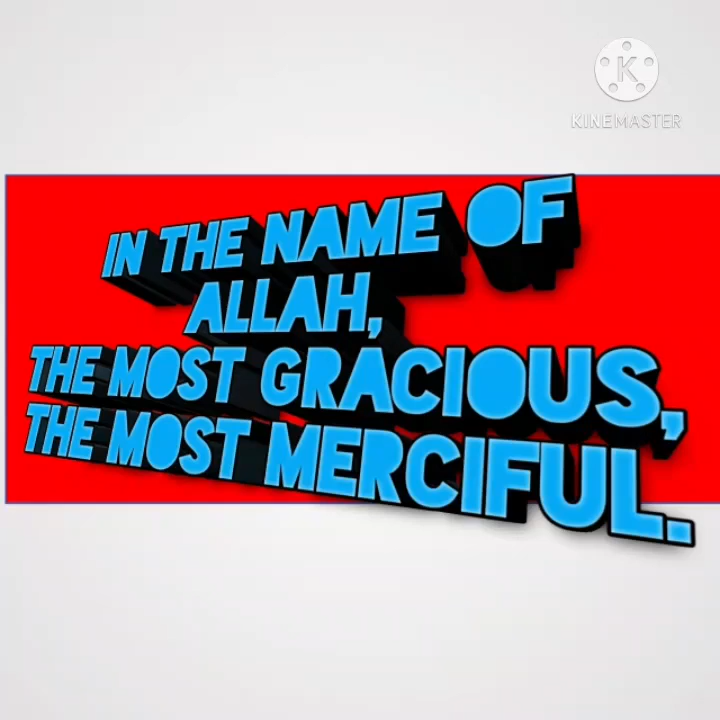 K
KINEMASTER
IN THE NAME OF
ALLAH,
THE MOST GRACIOUS,
THE MOST MERCIFUL.